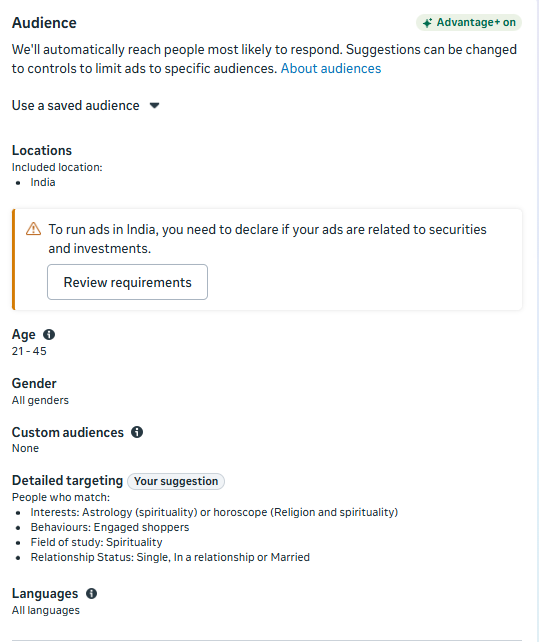 Audience
Advantage+ on
We'll automatically reach people most likely to respond. Suggestions can be changed
to controls to limit ads to specific audiences. About audiences
Use a saved audience
Locations
Included location:
• India
To run ads in India, you need to declare if your ads are related to securities
and investments.
Review requirements
Age
21 - 45
Gender
All genders
Custom audiences
None
Detailed targeting Your suggestion
People who match:
• Interests: Astrology (spirituality) or horoscope (Religion and spirituality)
• Behaviours: Engaged shoppers
• Field of study: Spirituality
• Relationship Status: Single, In a relationship or Married
Languages
All languages